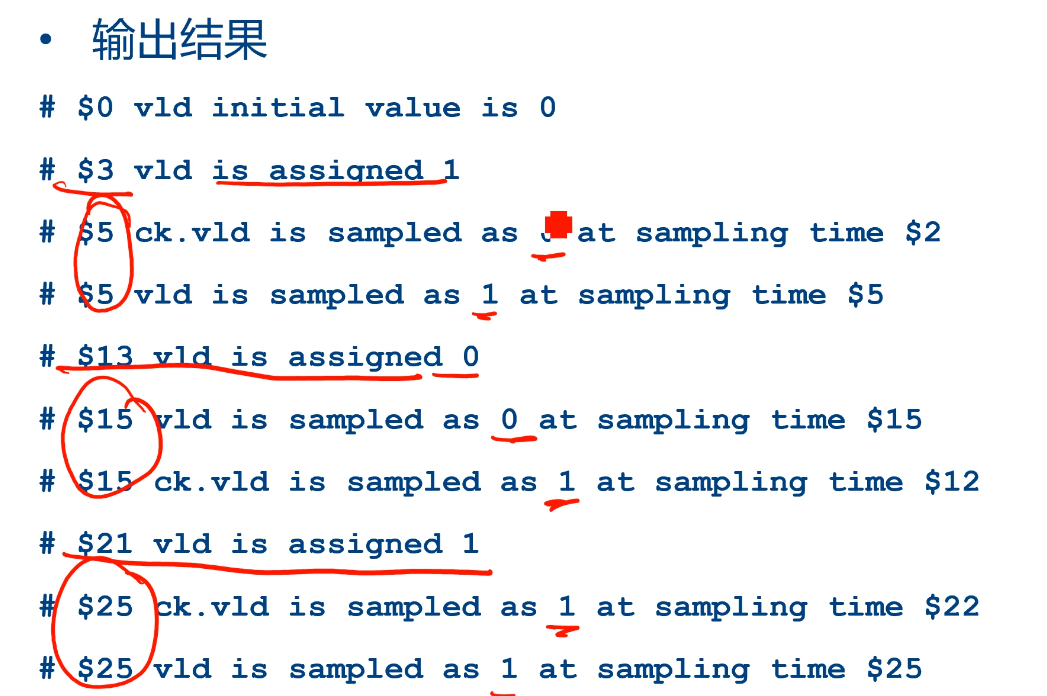 • 输出结果
# $0 vld initial value is 0
# $3 vld is assigned 1
# $5 ck.vld is sampled as at sampling time $2
# $5 vld is sampled as 1 at sampling time $5
# $13 vld is assigned 0
# $15 vld is sampled as 0 at sampling time $15
# $15 ck.vld is sampled as 1 at sampling time $12
# $21 vld is assigned 1
# $25 ck.vld is sampled as 1 at sampling time $22
# $25 vld is sampled as 1 at sampling time $25